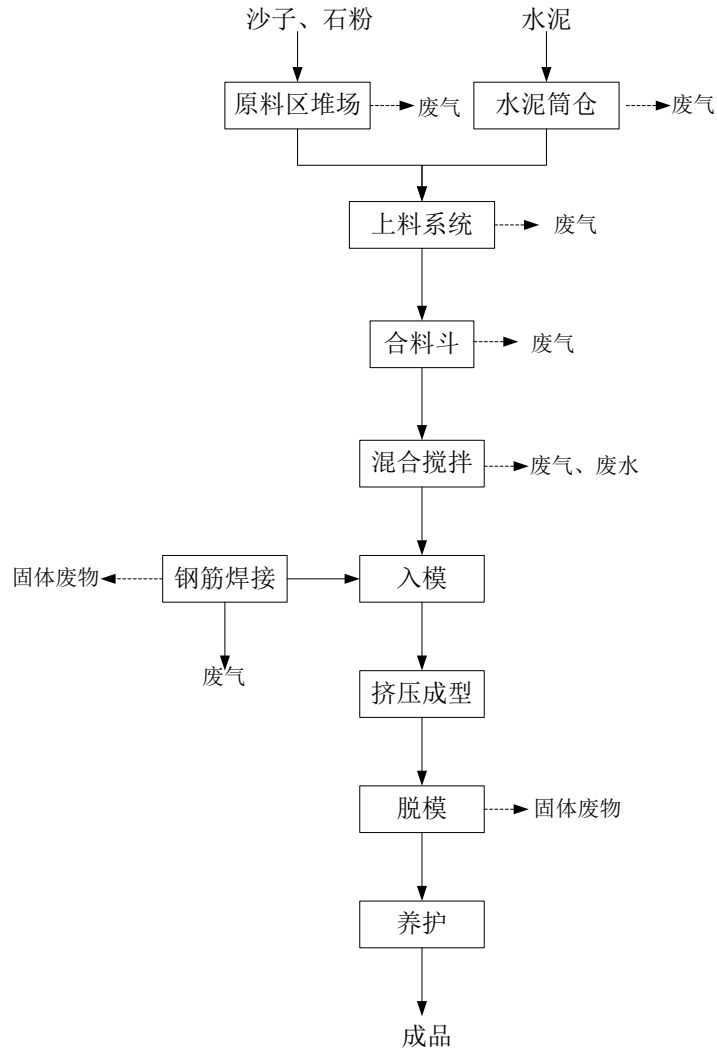 沙子、石粉
水泥
原料区堆场
废气
水泥筒仓
废气
上料系统
废气
合料斗
废气
混合搅拌
废气、废水
固体废物
钢筋焊接
入模
废气
挤压成型
脱模
固体废物
养护
成品